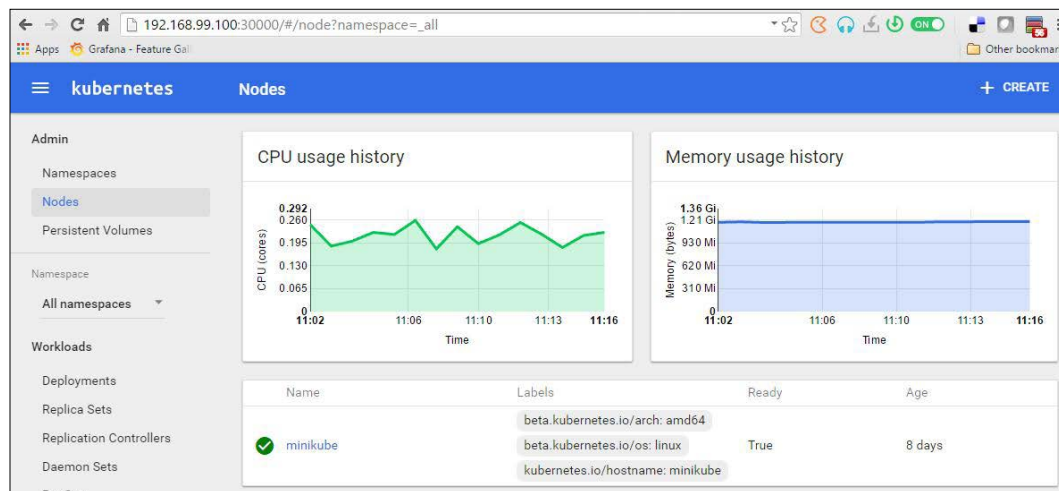 192.168.99.100:30000/#/node?namespace=_all
ON
56
Apps Grafana - Feature Gal
Other bookmar
kubernetes Nodes + CREATE
Admin
Namespaces
Nodes
Persistent Volumes
Namespace
All namespaces
Workloads
Deployments
Replica Sets
Replication Controllers
Daemon Sets
CPU usage history
CPU (cores)
0.292
0.260
0.195
0.130
0.065
0
11:02 11:06 11:10 11:13 11:16
Time
Memory usage history
Memory (bytes)
1.36 Gi
1.21 Gi
930 Mi
620 Mi
310 Mi
0
11:02 11:06 11:10 11:13 11:16
Time
Name Labels Ready Age
beta.kubernetes.io/arch: amd64
minikube beta.kubernetes.io/os: linux True 8 days
kubernetes.io/hostname: minikube